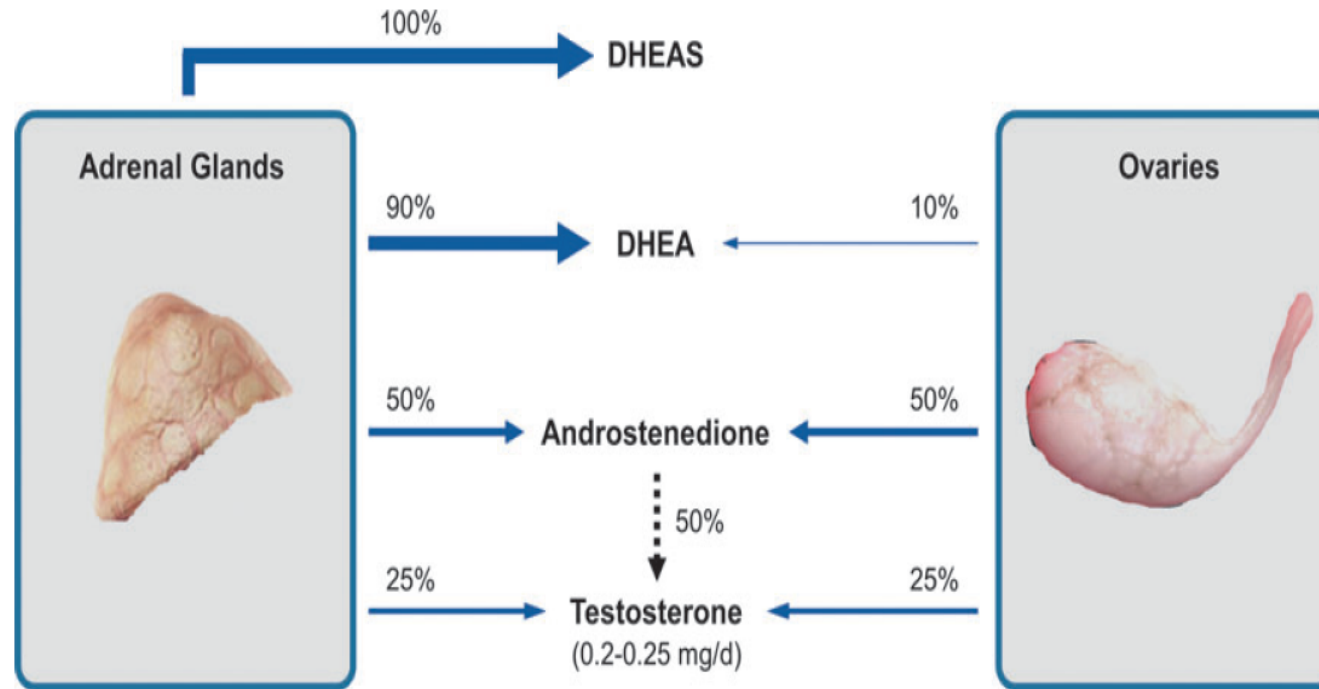 100%
DHEAS
Adrenal Glands
Ovaries
90%
10%
DHEA
50%
50%
Androstenedione
50%
25%
25%
Testosterone
(0.2-0.25 mg/d)